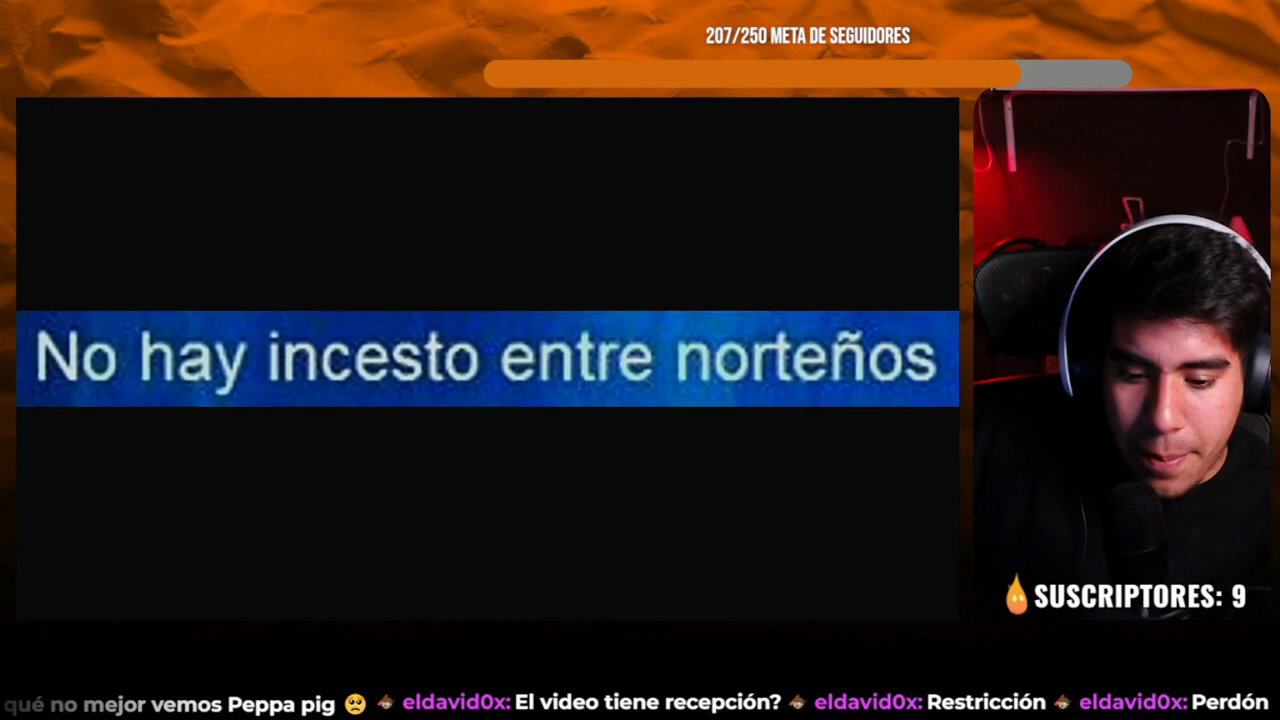 207/250 META DE SEGUIDORES
No hay incesto entre norteños
SUSCRIPTORES: 9
qué no mejor vemos Peppa pig 🥺 eldavid0x: El video tiene recepción? eldavid0x: Restricción eldavid0x: Perdón